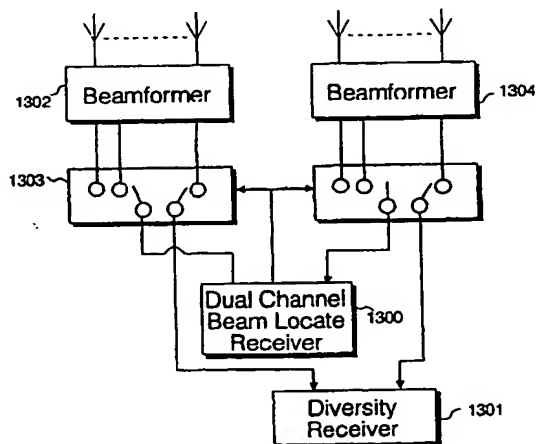 1302
Beamformer
Beamformer
1304
1303
Dual Channel
Beam Locate
Receiver
1300
Diversity
Receiver
1301